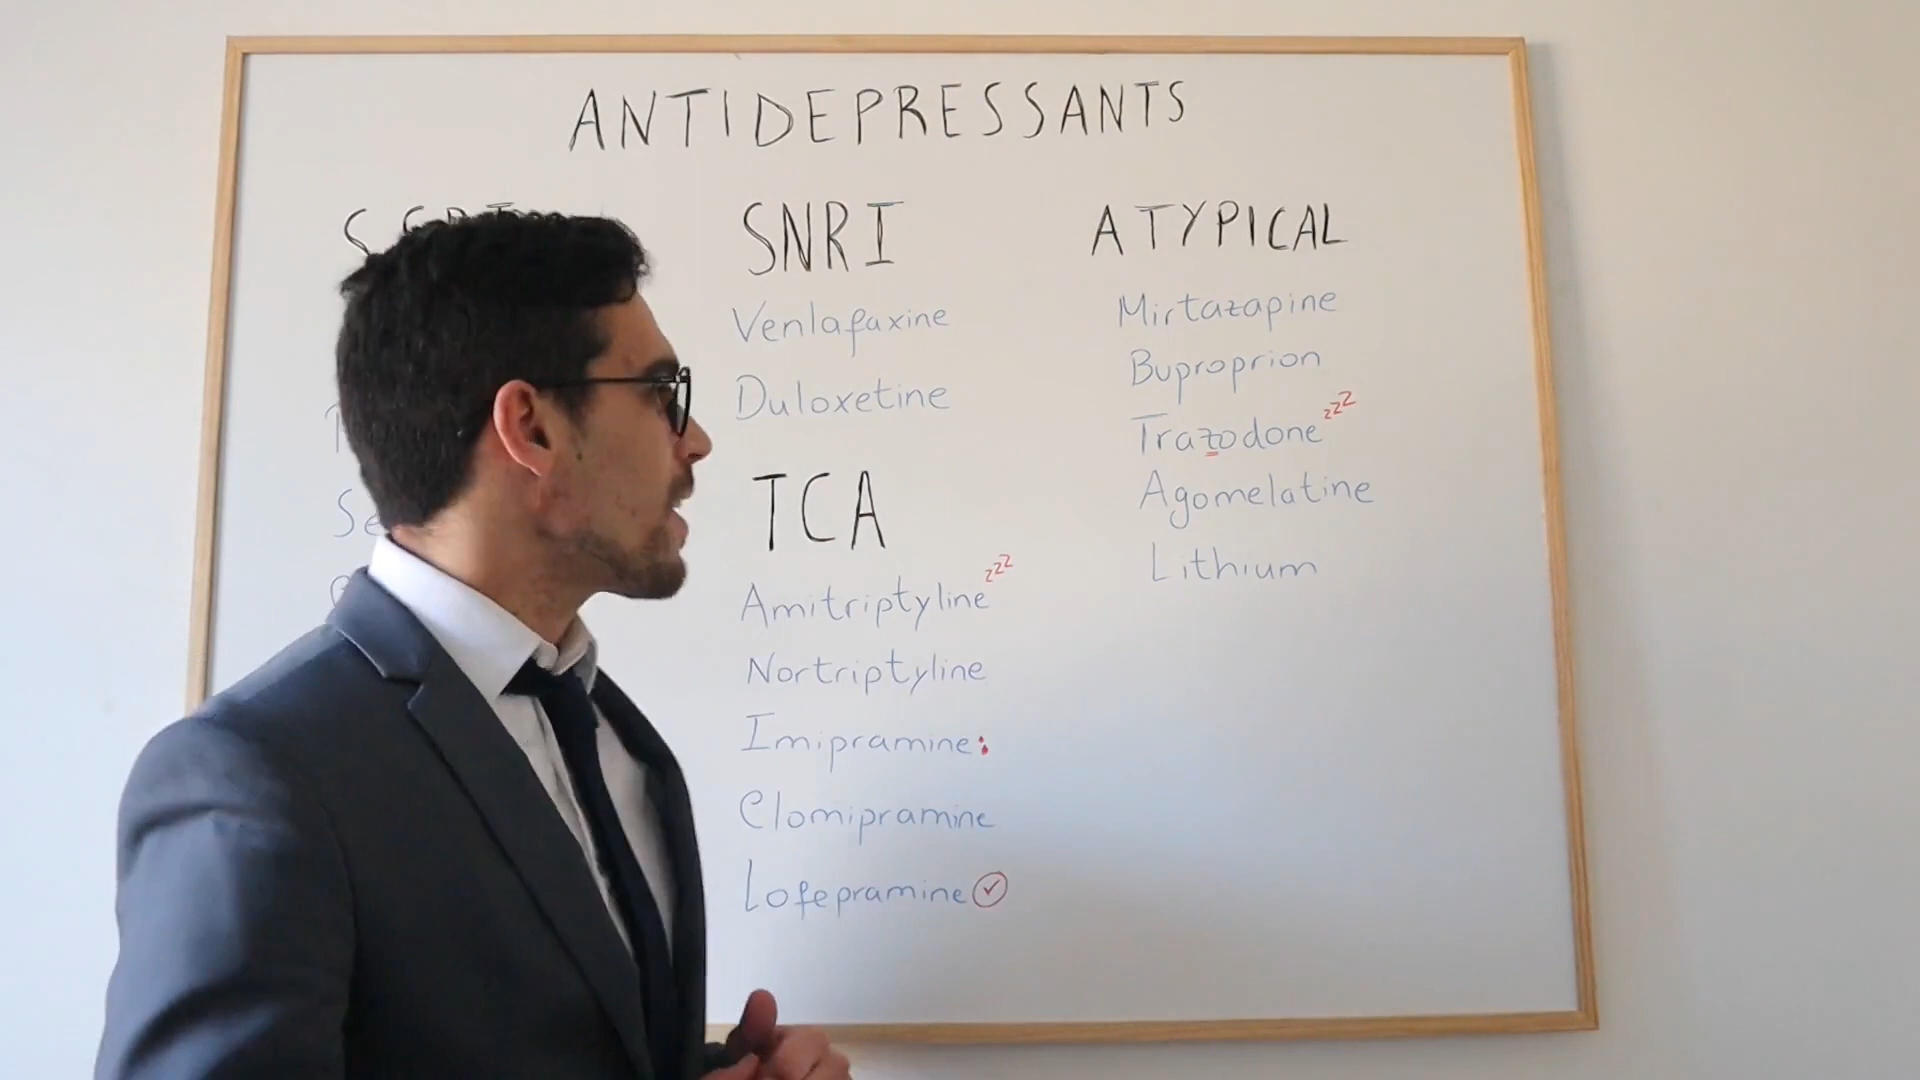 ANTIDEPRESSANTS
SNRI
Venlafaxine
Duloxetine
TCA
Amitriptyline zzz
Nortriptyline
Imipramine:
Clomipramine
Lofepramine ✓
ATYPICAL
Mirtazapine
Buproprion
Trazodone zzz
Agomelatine
Lithium